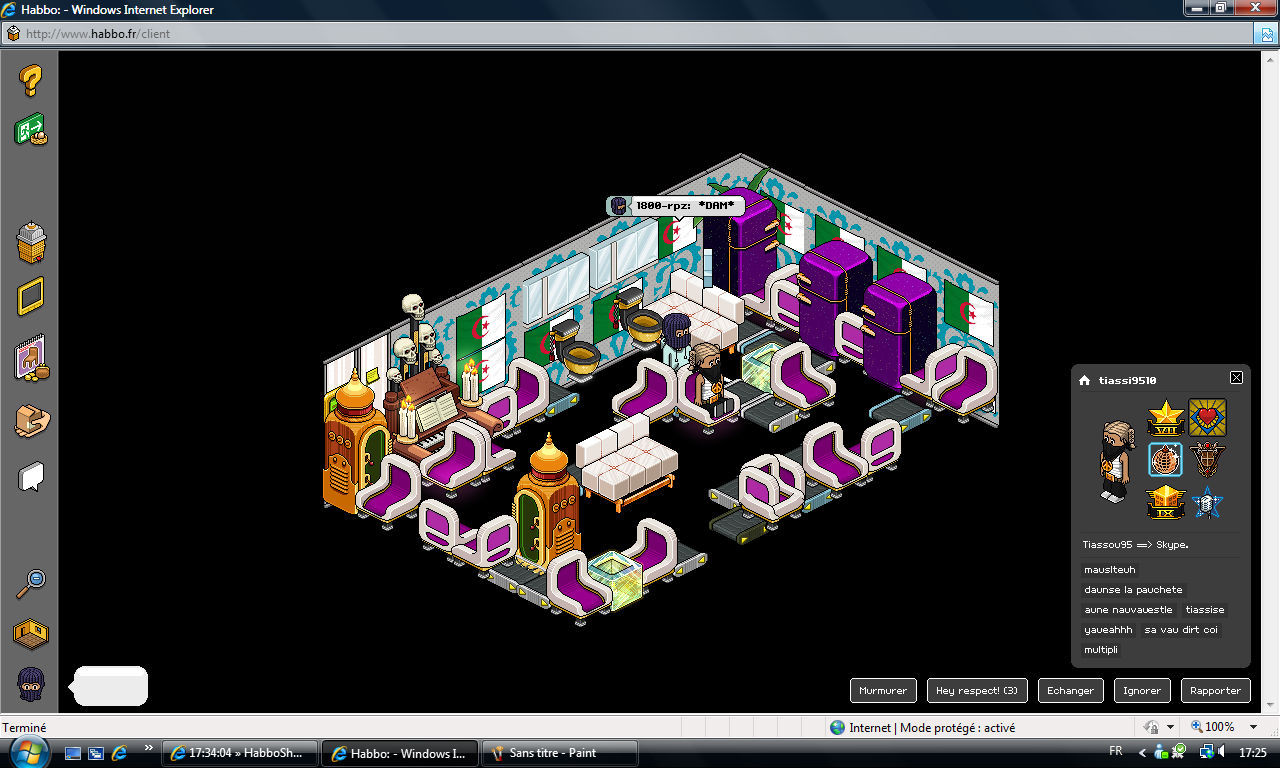 Habbo: - Windows Internet Explorer
http://www.habbo.fr/client
1800-rpz: *DAM*
tiassi9510
VII
IX
Tiassou95 ==> Skype.
mauslteuh
daunse la pauchete
aune nauvauestle tiassise
yaueahhh sa vau dirt coi
multipli
Murmurer Hey respect! (3) Echanger Ignorer Rapporter
Terminé Internet | Mode protégé : activé 100%
17:34:04 » HabboSh... Habbo: - Windows I... Sans titre - Paint FR 17:25